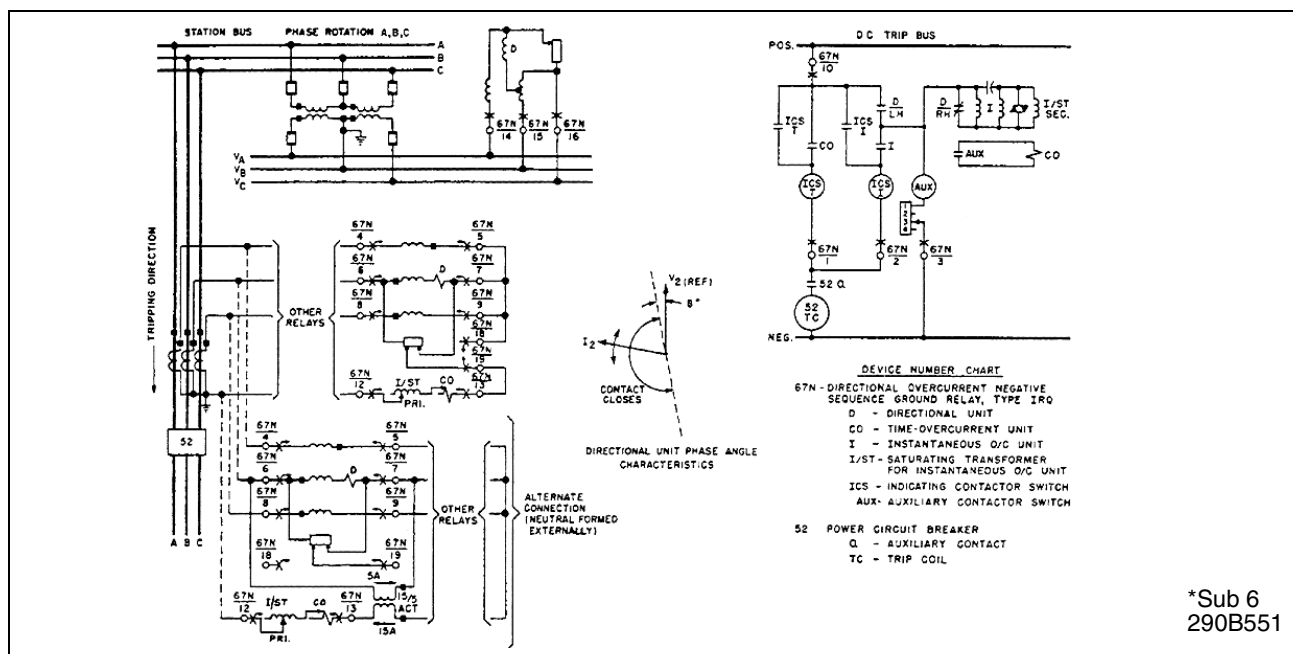 STATION BUS
PHASE ROTATION A,B,C
A
B
C
D
67N
14
67N
15
67N
16
VA
VB
VC
TRIPPING DIRECTION
67N
4
67N
5
67N
6
D
67N
7
67N
8
67N
9
67N
18
67N
19
67N
12
I/ST
CO
67N
13
PRI.
OTHER
RELAYS
52
67N
4
67N
5
67N
6
D
67N
7
67N
8
67N
9
67N
18
67N
19
5A
15/5
ACT
67N
12
I/ST
CO
67N
13
PRI.
15A
OTHER
RELAYS
ALTERNATE
CONNECTION
(NEUTRAL FORMED
EXTERNALLY)
A B C
V2 (REF)
8°
I2
CONTACT
CLOSES
DIRECTIONAL UNIT PHASE ANGLE
CHARACTERISTICS
DC TRIP BUS
POS.
67N
10
ICS
T
CO
ICS
I
D
LH
I
D
RH
I
I/ST
SEC.
AUX
CO
ICS
T
ICS
I
AUX
1
2
3
4
67N
1
67N
2
67N
3
52 a
52
TC
NEG.
DEVICE NUMBER CHART
67N - DIRECTIONAL OVERCURRENT NEGATIVE
SEQUENCE GROUND RELAY, TYPE IRQ
D - DIRECTIONAL UNIT
CO - TIME-OVERCURRENT UNIT
I - INSTANTANEOUS O/C UNIT
I/ST - SATURATING TRANSFORMER
FOR INSTANTANEOUS O/C UNIT
ICS - INDICATING CONTACTOR SWITCH
AUX- AUXILIARY CONTACTOR SWITCH
52 POWER CIRCUIT BREAKER
a - AUXILIARY CONTACT
TC - TRIP COIL
*Sub 6
290B551